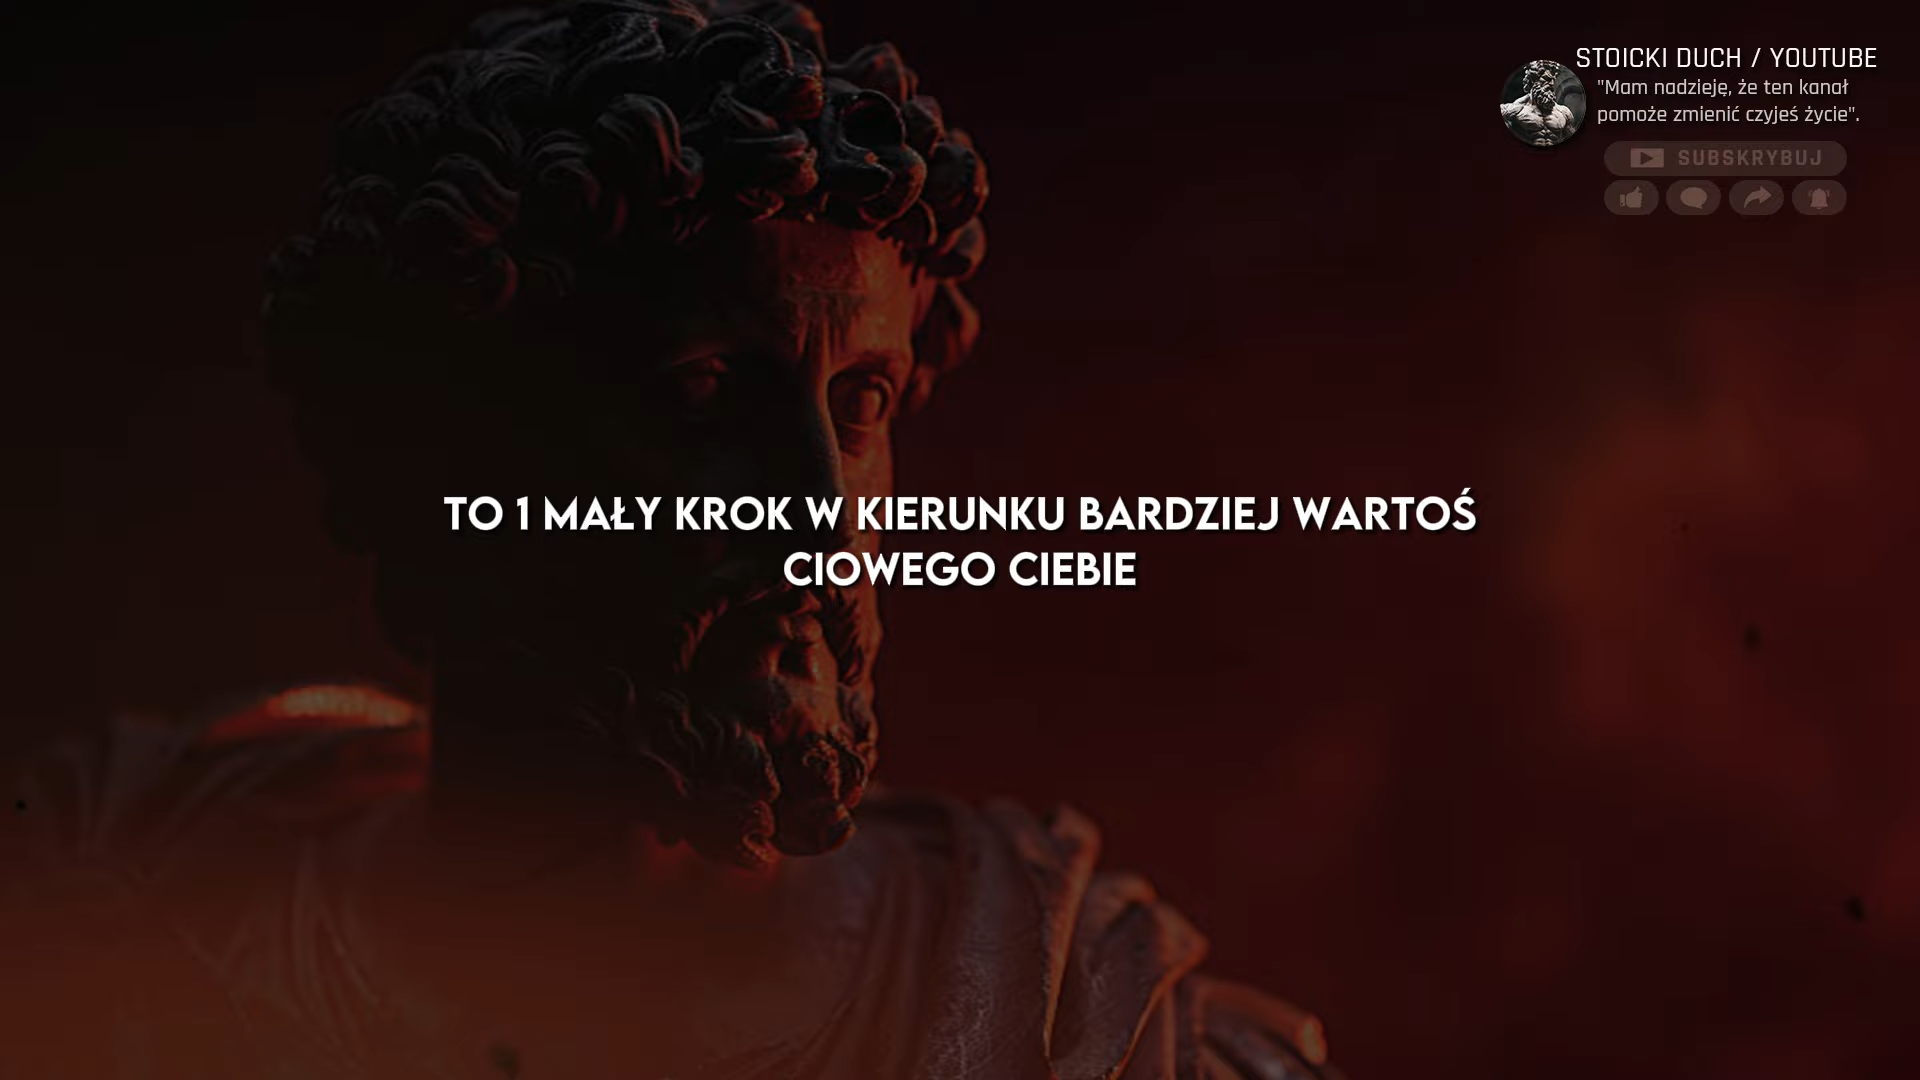 STOICKI DUCH / YOUTUBE
"Mam nadzieję, że ten kanał
pomoże zmienić czyjeś życie".
SUBSKRYBUJ
TO 1 MAŁY KROK W KIERUNKU BARDZIEJ WARTOŚ
CIOWEGO CIEBIE